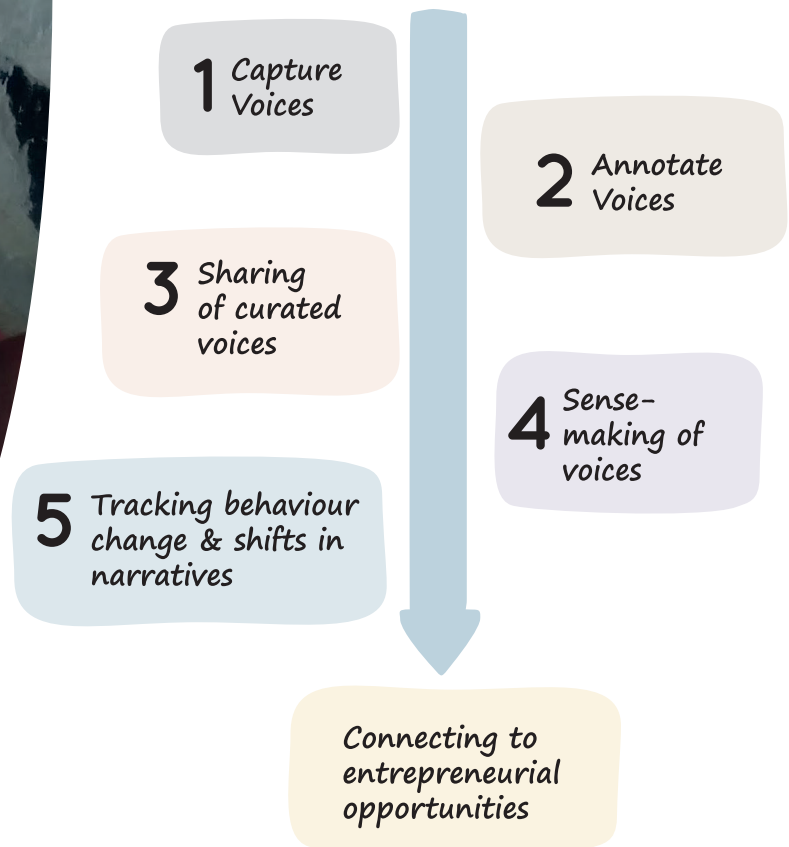 1 Capture
Voices
2 Annotate
Voices
3 Sharing
of curated
voices
4 Sense-
making of
voices
5 Tracking behaviour
change & shifts in
narratives
Connecting to
entrepreneurial
opportunities